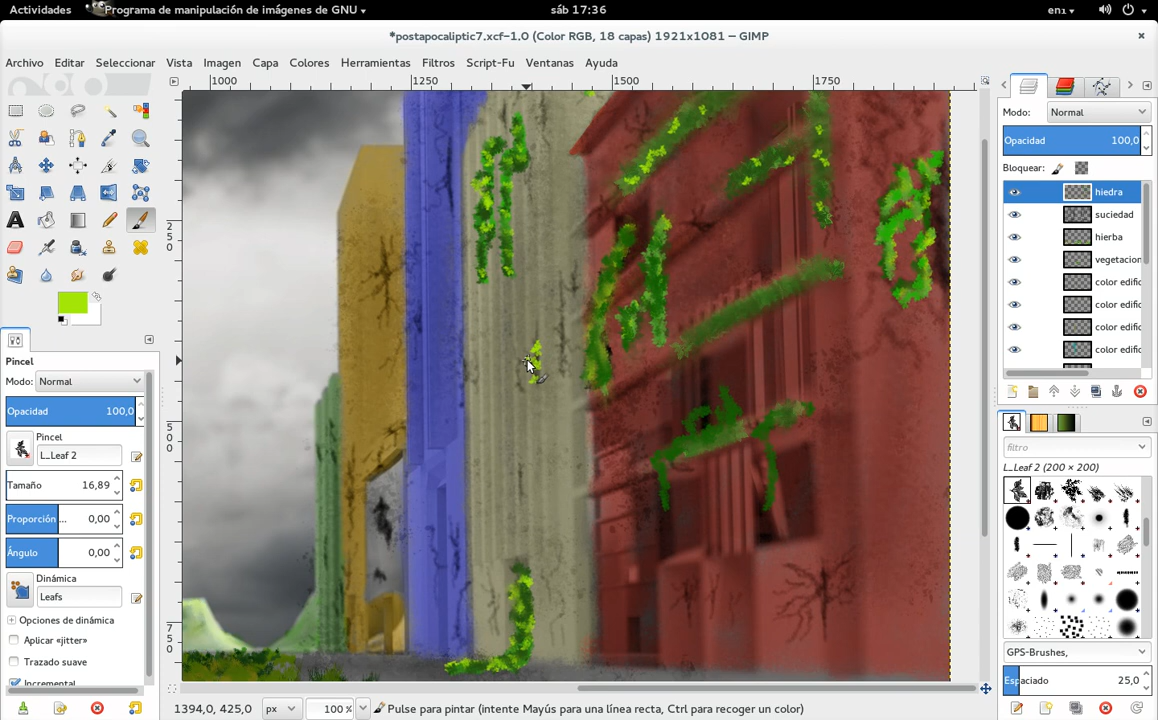 Actividades Programa de manipulación de imágenes de GNU sáb 17:36 en1
*postapocaliptic7.xcf-1.0 (Color RGB, 18 capas) 1921x1081 – GIMP
Archivo Editar Seleccionar Vista Imagen Capa Colores Herramientas Filtros Script-Fu Ventanas Ayuda
1000 1250 1500 1750
250
500
750
Pincel
Modo: Normal
Opacidad 100,0
Pincel
L_Leaf 2
Tamaño 16,89
Proporción... 0,00
Ángulo 0,00
Dinámica
Leafs
Opciones de dinámica
Aplicar «jitter»
Trazado suave
Incremental
1394,0, 425,0 px 100 % Pulse para pintar (intente Mayús para una línea recta, Ctrl para recoger un color)
Modo: Normal
Opacidad 100,0
Bloquear:
hiedra
suciedad
hierba
vegetacion
color edific
color edific
color edific
color edific
filtro
L_Leaf 2 (200 × 200)
GPS-Brushes,
Espaciado 25,0